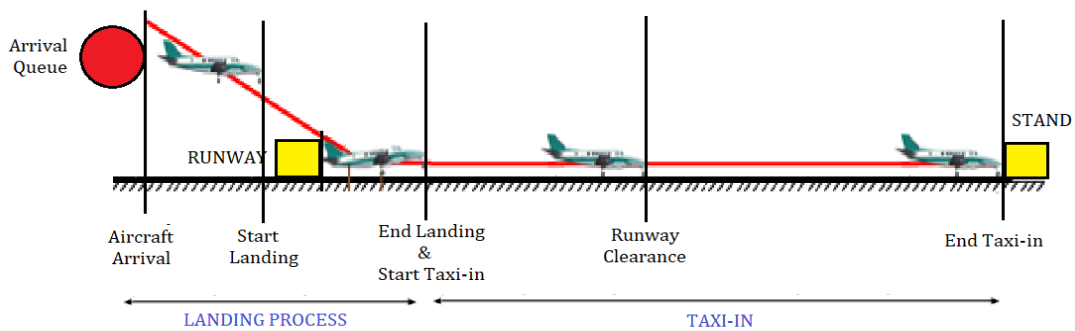 Arrival
Queue
STAND
RUNWAY
Aircraft
Arrival
Start
Landing
End Landing
&
Start Taxi-in
Runway
Clearance
End Taxi-in
LANDING PROCESS
TAXI-IN